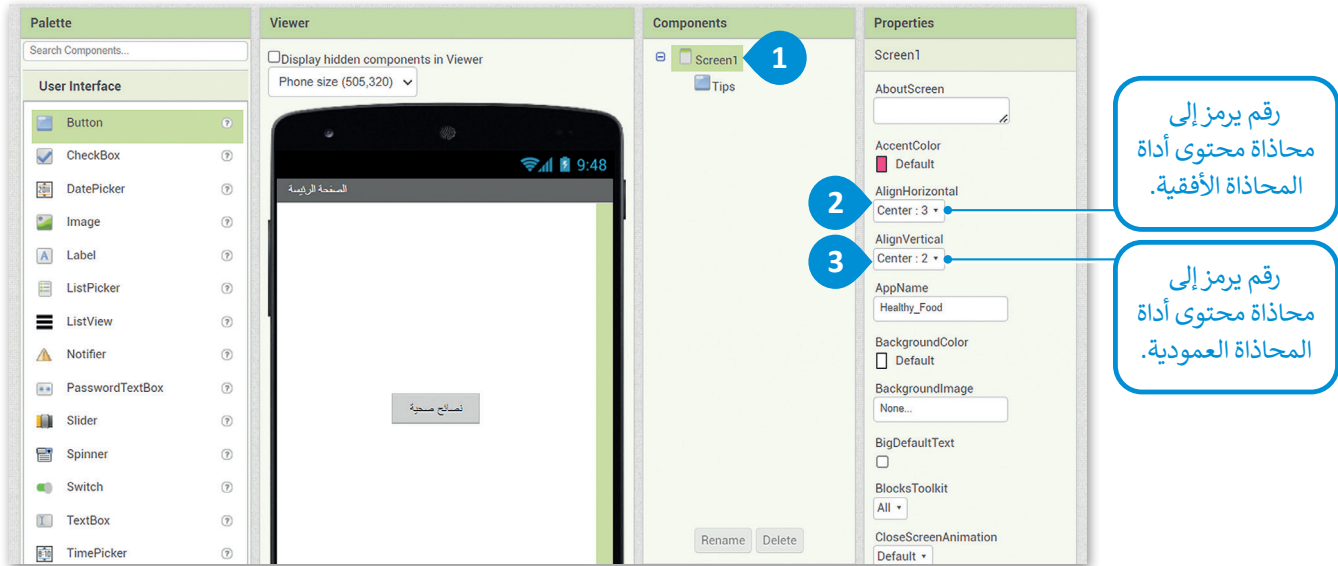 Palette
Search Components...
User Interface
Button
CheckBox
DatePicker
Image
Label
ListPicker
ListView
Notifier
PasswordTextBox
Slider
Spinner
Switch
TextBox
TimePicker
Viewer
Display hidden components in Viewer
Phone size (505,320)
9:48
الصفحة الرئيسة
نصائح صحية
Components
Screen1
1
Tips
Rename Delete
Properties
Screen1
AboutScreen
AccentColor
Default
AlignHorizontal
2
Center : 3
AlignVertical
3
Center : 2
AppName
Healthy_Food
BackgroundColor
Default
BackgroundImage
None...
BigDefaultText
BlocksToolkit
All
CloseScreenAnimation
Default
رقم يرمز إلى
محاذاة محتوى أداة
المحاذاة الأفقية.
رقم يرمز إلى
محاذاة محتوى أداة
المحاذاة العمودية.